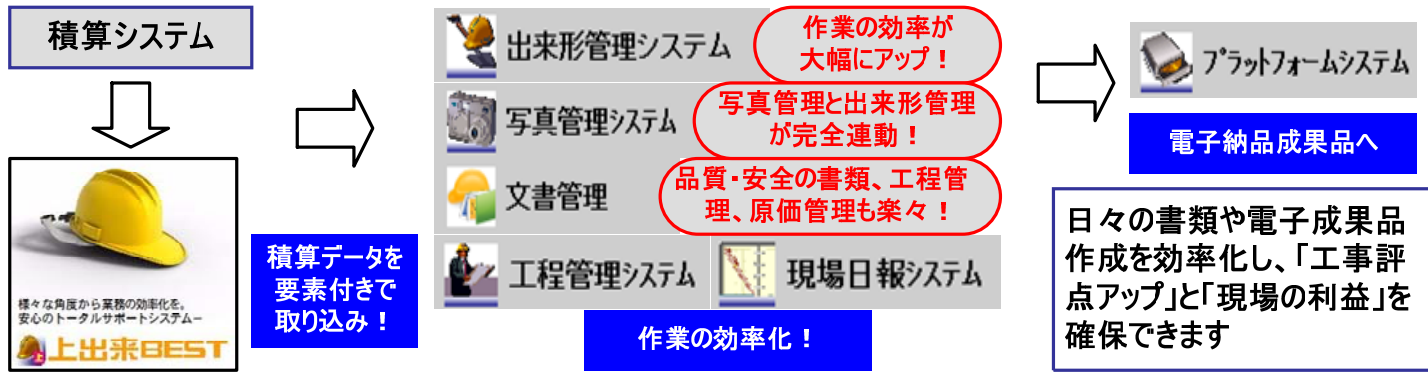 積算システム
様々な角度から業務の効率化を。
安心のトータルサポートシステムー
上出来BEST
積算データを
要素付きで
取り込み！
出来形管理システム
作業の効率が
大幅にアップ！
写真管理システム
写真管理と出来形管理
が完全連動！
文書管理
品質・安全の書類、工程管
理、原価管理も楽々！
工程管理システム
現場日報システム
作業の効率化！
プラットフォームシステム
電子納品成果品へ
日々の書類や電子成果品
作成を効率化し、「工事評
点アップ」と「現場の利益」を
確保できます